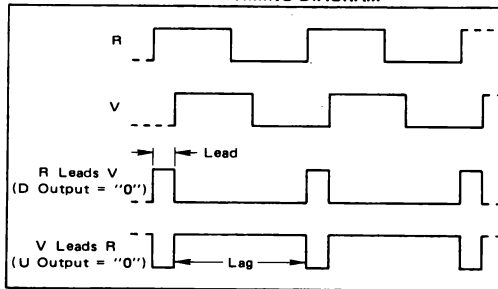 TIMING DIAGRAM
R
V
Lead
R Leads V
(D Output = "0")
V Leads R
(U Output = "0")
Lag